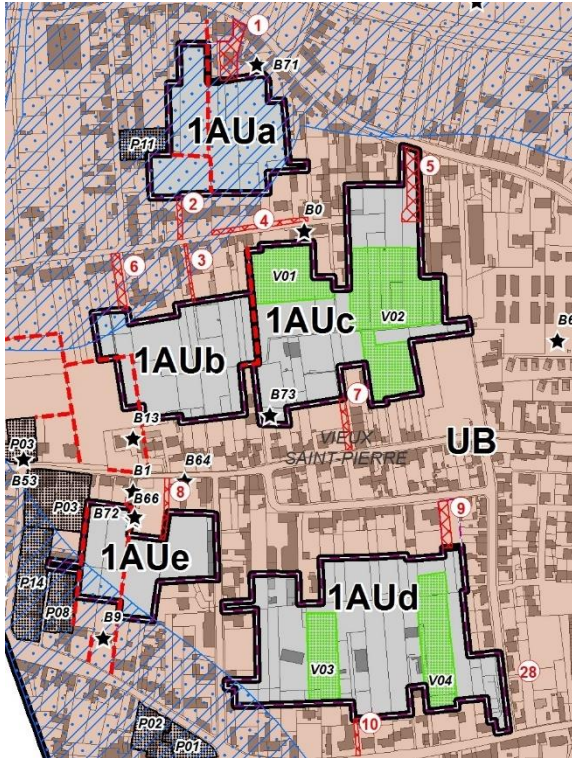 1
B71
1AUa
P11
5
2
4
B0
6
3
V01
V02
1AUc
1AUb
B6
B73
7
B13
VIEUX
SAINT-PIERRE
UB
P03
B53
B1
B64
P03
B66
8
B72
9
1AUe
P14
P08
1AUd
B9
V03
V04
28
10
P02
P01